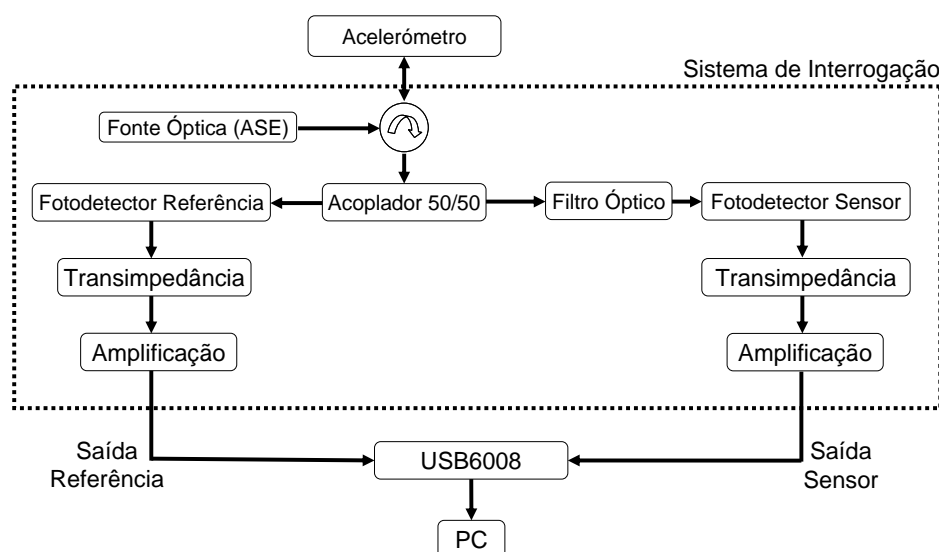 Acelerómetro
Sistema de Interrogação
Fonte Óptica (ASE)
Fotodetector Referência
Acoplador 50/50
Filtro Óptico
Fotodetector Sensor
Transimpedância
Transimpedância
Amplificação
Amplificação
Saída
Referência
USB6008
Saída
Sensor
PC